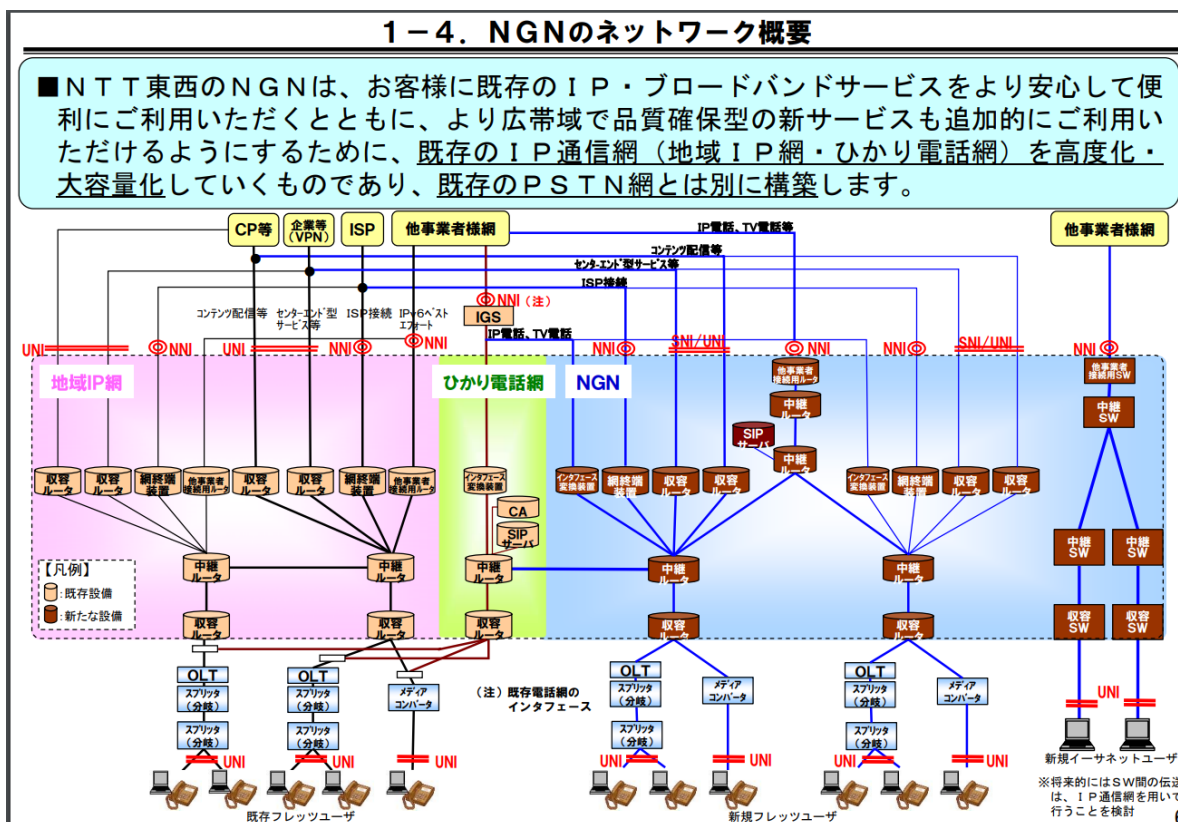 1－4．ＮＧＮのネットワーク概要
■ＮＴＴ東西のＮＧＮは、お客様に既存のＩＰ・ブロードバンドサービスをより安心して便
利にご利用いただくとともに、より広帯域で品質確保型の新サービスも追加的にご利用い
ただけるようにするために、既存のＩＰ通信網（地域ＩＰ網・ひかり電話網）を高度化・
大容量化していくものであり、既存のＰＳＴＮ網とは別に構築します。
CP等
企業等
（VPN）
ISP
他事業者様網
他事業者様網
IP電話、TV電話等
コンテンツ配信等
センターエンド型サービス等
ISP接続
コンテンツ配信等
センターエンド型
サービス等
ISP接続
IPv6ベスト
エフォート
NNI（注）
IGS
IP電話、TV電話
UNI
NNI
UNI
NNI
NNI
NNI
SNI/UNI
NNI
NNI
SNI/UNI
NNI
地域IP網
ひかり電話網
NGN
他事業者
接続用ルータ
中継
ルータ
SIP
サーバ
中継
ルータ
他事業者
接続用SW
中継
SW
収容
ルータ
収容
ルータ
網終端
装置
他事業者
接続用ルータ
収容
ルータ
収容
ルータ
網終端
装置
他事業者
接続用ルータ
インタフェース
変換装置
インタフェース
変換装置
網終端
装置
収容
ルータ
収容
ルータ
インタフェース
変換装置
網終端
装置
収容
ルータ
収容
ルータ
CA
SIP
サーバ
中継
SW
中継
SW
【凡例】
：既存設備
：新たな設備
中継
ルータ
中継
ルータ
中継
ルータ
中継
ルータ
中継
ルータ
収容
ルータ
収容
ルータ
収容
ルータ
収容
ルータ
収容
ルータ
収容
SW
収容
SW
OLT
スプリッタ
（分岐）
スプリッタ
（分岐）
UNI
OLT
スプリッタ
（分岐）
スプリッタ
（分岐）
UNI
メディア
コンバータ
UNI
（注）既存電話網の
インタフェース
OLT
スプリッタ
（分岐）
スプリッタ
（分岐）
UNI
メディア
コンバータ
UNI
OLT
スプリッタ
（分岐）
スプリッタ
（分岐）
UNI
メディア
コンバータ
UNI
UNI
既存フレッツユーザ
新規フレッツユーザ
新規イーサネットユーザ
※将来的にはSW間の伝送
は、IP通信網を用いて
行うことを検討